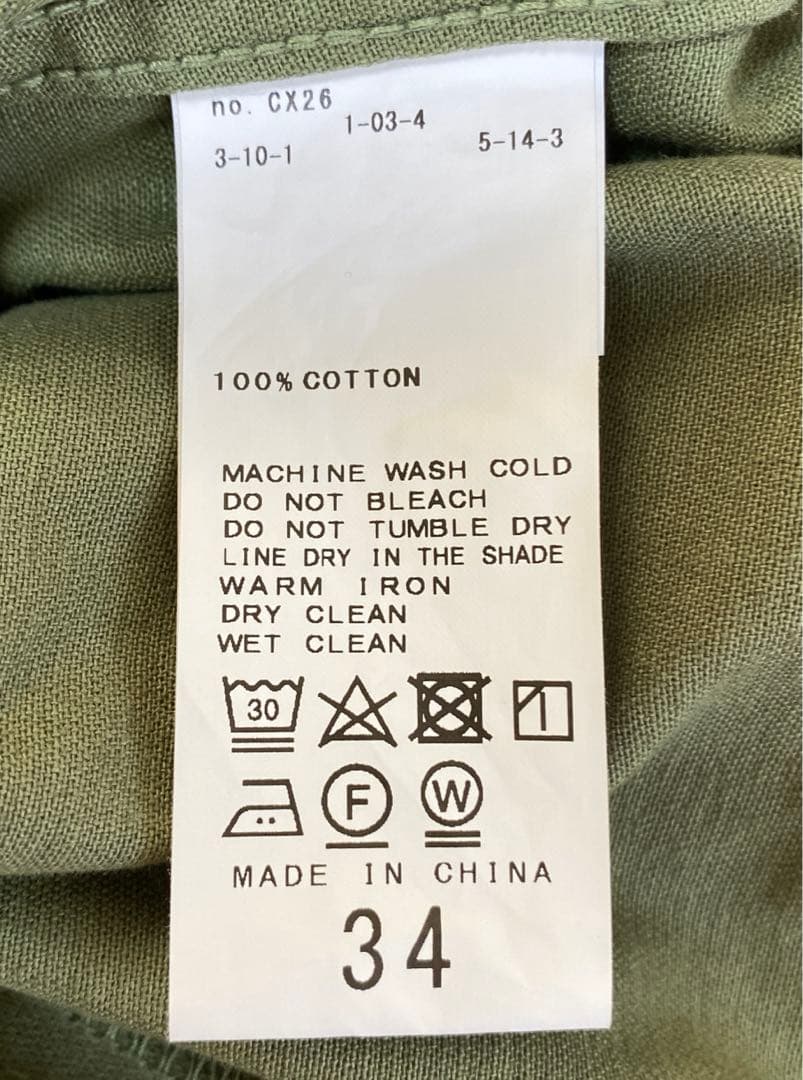 no. CX26
1-03-4
3-10-1
5-14-3
100% COTTON
MACHINE WASH COLD
DO NOT BLEACH
DO NOT TUMBLE DRY
LINE DRY IN THE SHADE
WARM IRON
DRY CLEAN
WET CLEAN
30
F W
MADE IN CHINA
34